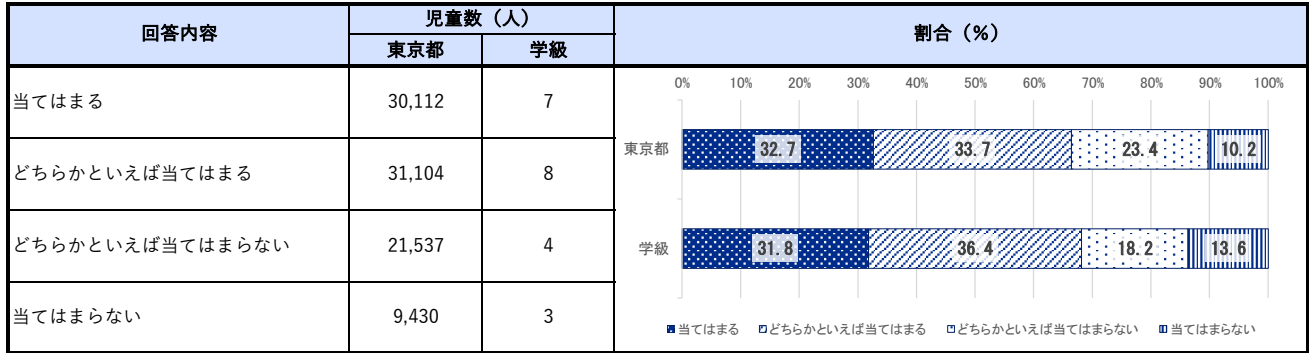 回答内容 児童数（人） 割合（%）
東京都 学級
当てはまる 30,112 7
どちらかといえば当てはまる 31,104 8
どちらかといえば当てはまらない 21,537 4
当てはまらない 9,430 3
0% 10% 20% 30% 40% 50% 60% 70% 80% 90% 100%
東京都 32.7 33.7 23.4 10.2
学級 31.8 36.4 18.2 13.6
当てはまる どちらかといえば当てはまる どちらかといえば当てはまらない 当てはまらない